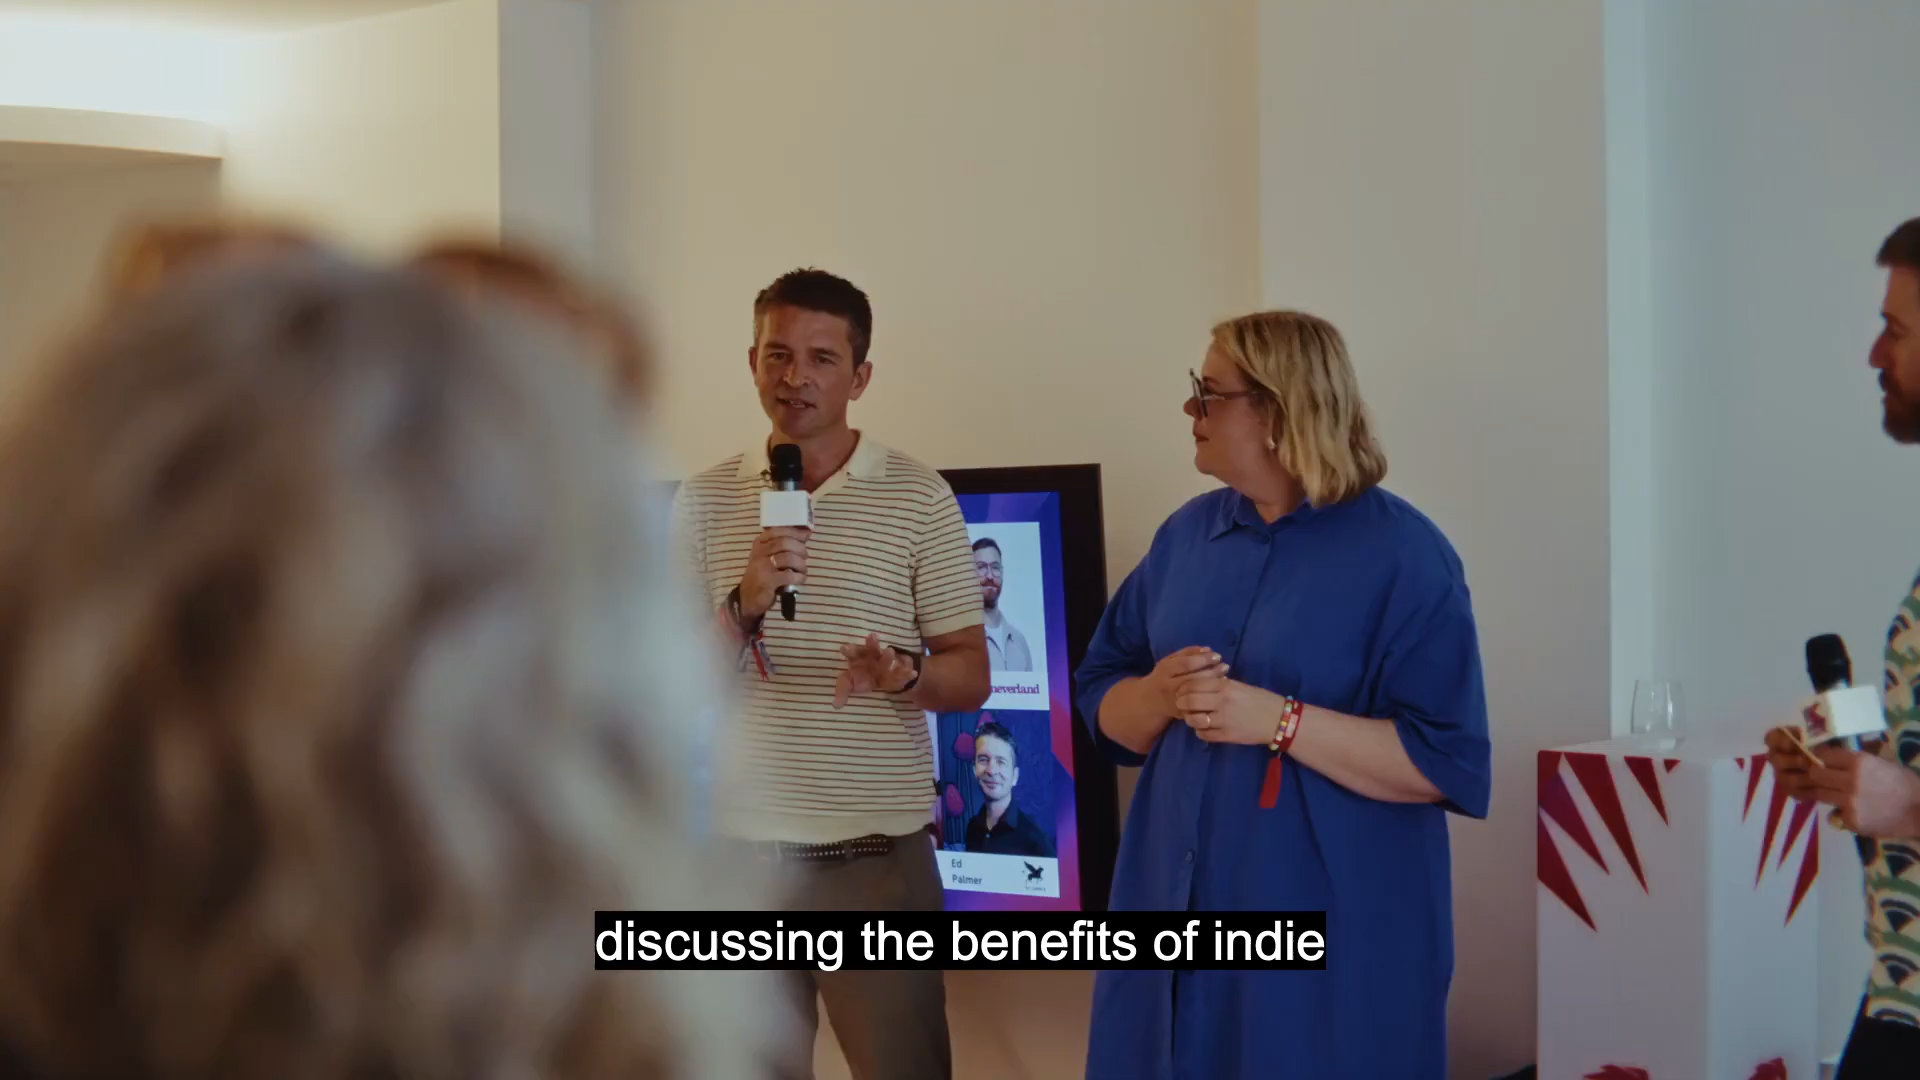 neverland
Ed
Palmer
discussing the benefits of indie